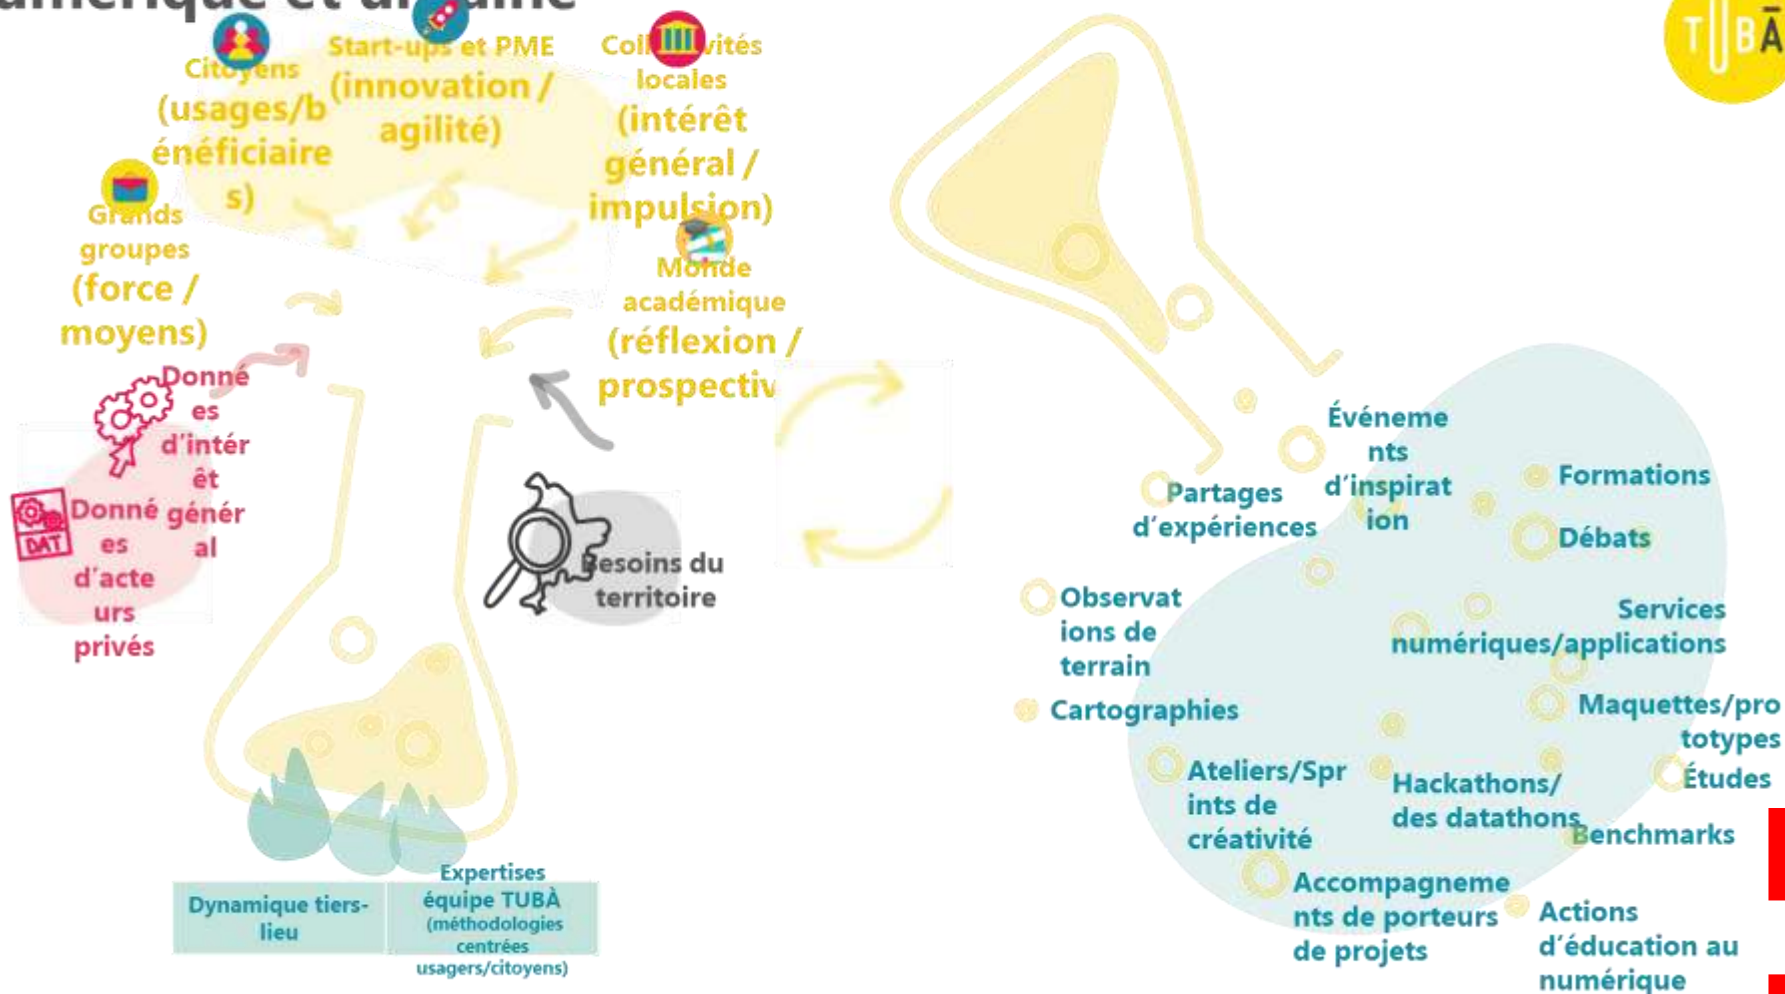 et
TUBĀ
Citoyens
(usages/b
énéficiaire
s)
Start-ups et PME
(innovation /
agilité)
locales
(intérêt
général /
impulsion)
Grands
groupes
(force /
moyens)
Monde
académique
(réflexion /
prospectiv
Donné
es
d'intér
êt
génér
al
Donné
es
d'acte
urs
privés
DAT
Besoins du
territoire
Dynamique tiers-
lieu
Expertises
équipe TUBÀ
(méthodologies
centrées
usagers/citoyens)
Événeme
nts
d'inspirat
ion
Partages
d'expériences
Formations
Débats
Observat
ions de
terrain
Services
numériques/applications
Cartographies
Maquettes/pro
totypes
Études
Ateliers/Spr
ints de
créativité
Hackathons/
des datathons
Benchmarks
Accompagneme
nts de porteurs
de projets
Actions
d'éducation au
numérique